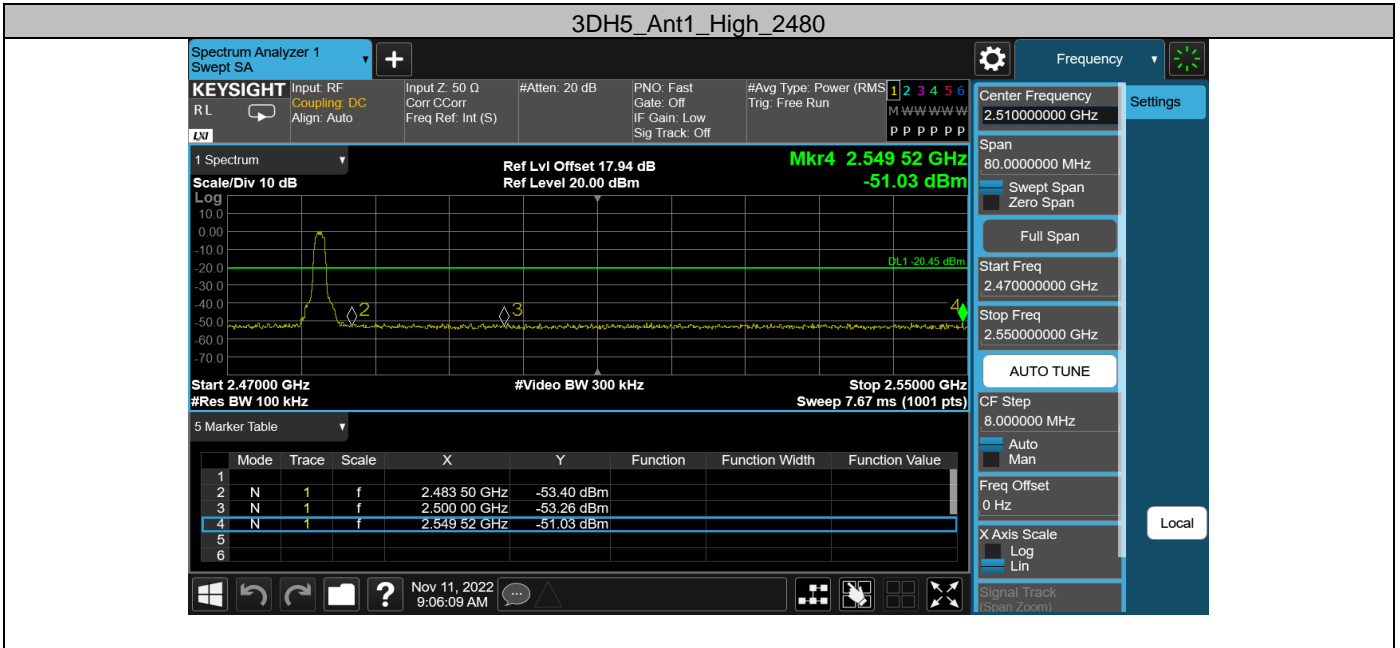 3DH5_Ant1_High_2480
Spectrum Analyzer 1
Swept SA
Frequency
KEYSIGHT
RL
LXI
Input: RF
Coupling: DC
Align: Auto
Input Z: 50 Ω
Corr CCorr
Freq Ref: Int (S)
#Atten: 20 dB
PNO: Fast
Gate: Off
IF Gain: Low
Sig Track: Off
#Avg Type: Power (RMS
Trig: Free Run
1 2 3 4 5 6
M W W W W W
P P P P P P
1 Spectrum
Scale/Div 10 dB
Ref Lvl Offset 17.94 dB
Ref Level 20.00 dBm
Mkr4 2.549 52 GHz
-51.03 dBm
Log
10.0
0.00
-10.0
-20.0
-30.0
-40.0
-50.0
-60.0
-70.0
DL1 -20.45 dBm
2
3
4
Start 2.47000 GHz
#Video BW 300 kHz
Stop 2.55000 GHz
#Res BW 100 kHz
Sweep 7.67 ms (1001 pts)
5 Marker Table
Mode Trace Scale X Y Function Function Width Function Value
1
2 N 1 f 2.483 50 GHz -53.40 dBm
3 N 1 f 2.500 00 GHz -53.26 dBm
4 N 1 f 2.549 52 GHz -51.03 dBm
5
6
Nov 11, 2022
9:06:09 AM
Center Frequency
2.510000000 GHz
Span
80.0000000 MHz
Swept Span
Zero Span
Full Span
Start Freq
2.470000000 GHz
Stop Freq
2.550000000 GHz
AUTO TUNE
CF Step
8.000000 MHz
Auto
Man
Freq Offset
0 Hz
X Axis Scale
Log
Lin
Signal Track
(Span Zoom)
Settings
Local